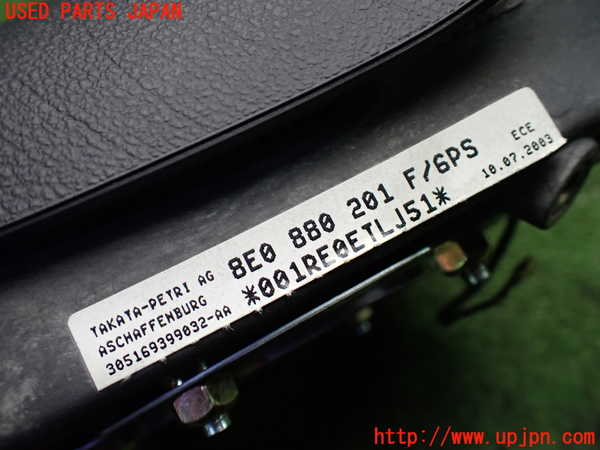 USED PARTS JAPAN
TAKATA-PETRI AG
ASCHAFFENBURG
305169399032-AA
8E0 880 201 F/6PS
*001RE0ETLJ51*
ECE
10.07.2003
http://www.upjpn.com